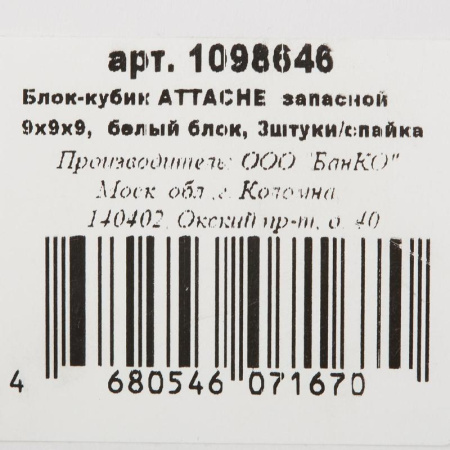 арт. 1098646
Блок-кубик ATTACHE запасной
9х9х9, белый блок, 3штуки/спайка
Производитель: ООО "БанКО"
Моск. обл., г. Коломна,
140402, Окский пр-т, д. 40
4 680546 071670